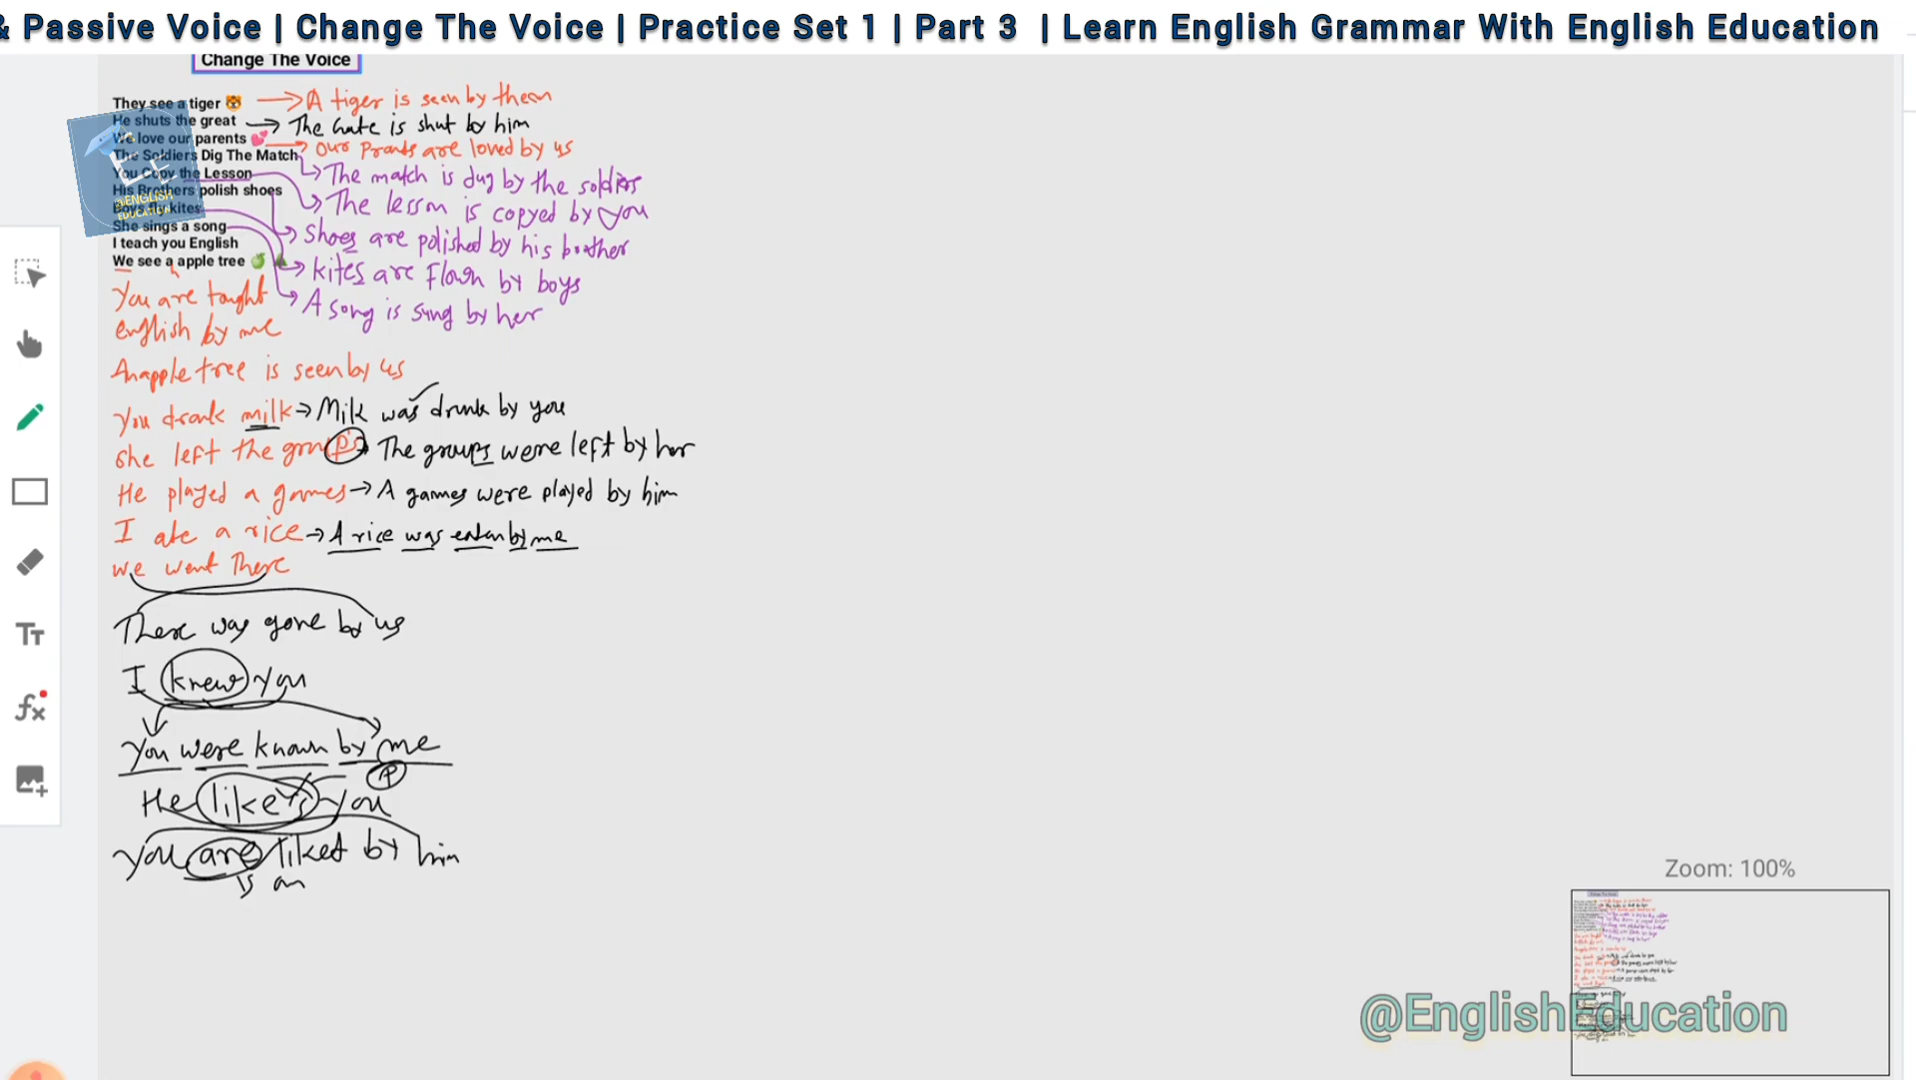 & Passive Voice | Change The Voice | Practice Set 1 | Part 3 | Learn English Grammar With English Education
Change The Voice
They see a tiger 🐯 → A tiger is seen by them
He shuts the great → The Gate is shut by him
We love our parents 💕 → Our Prants are loved by us
The Soldiers Dig The Match → The match is dug by the soldirs
You Copy the Lesson → The lesson is copyed by you
His Brothers polish shoes → Shoes are polished by his brother
Boys fly kites → Kites are Flown by boys
She sings a song → A song is sung by her
I teach you English
We see a apple tree 🍏🌲
E E
@ENGLISH
EDUCATION
You are taught
english by me
An apple tree is seen by us
You drank milk → Milk was drunk by you
She left the groups → The groups were left by her
He played a games → A games were played by him
I ate a rice → A rice was eaten by me
we went There
There was gone by us
I knew you
You were known by me
P
He likes you
You are liked by him
is am
Tт
fx
Zoom: 100%
@EnglishEducation